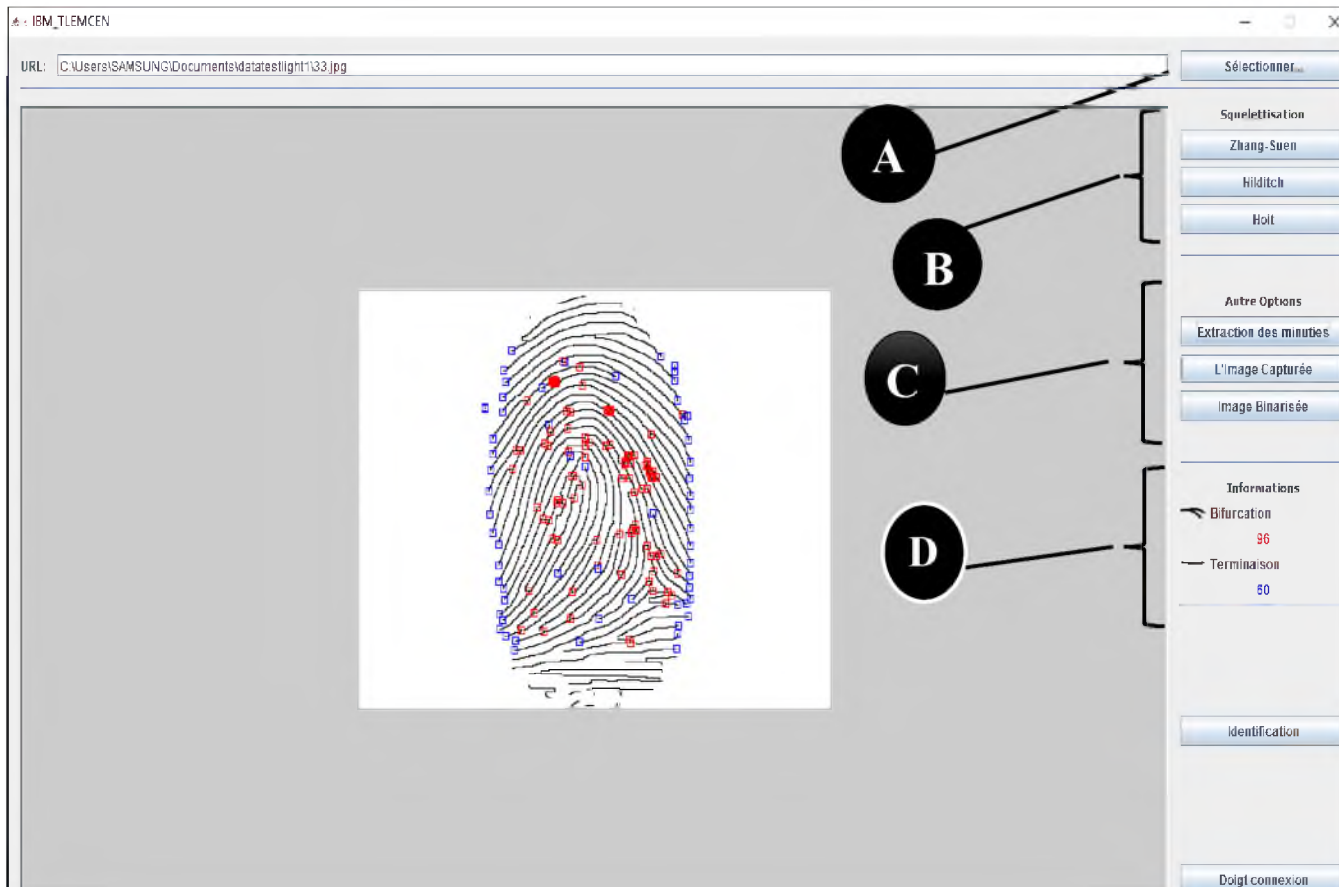 IBM_TLEMCEN
URL: C:\Users\SAMSUNG\Documents\datatestlight1\33.jpg
Sélectionner...
Squelettisation
Zhang-Suen
Hilditch
Holt
Autre Options
Extraction des minuties
L'Image Capturée
Image Binarisée
Informations
Bifurcation
96
Terminaison
60
Identification
Doigt connexion
A
B
C
D